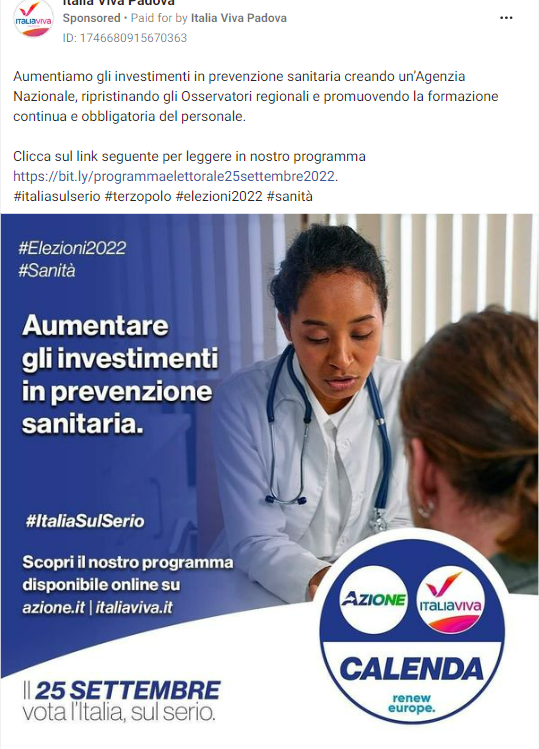 Italia Viva Padova
Sponsored • Paid for by Italia Viva Padova
ID: 1746680915670363
Aumentiamo gli investimenti in prevenzione sanitaria creando un'Agenzia
Nazionale, ripristinando gli Osservatori regionali e promuovendo la formazione
continua e obbligatoria del personale.
Clicca sul link seguente per leggere in nostro programma
https://bit.ly/programmaelettorale25settembre2022.
#italiasulserio #terzopolo #elezioni2022 #sanità
#Elezioni2022
#Sanità
Aumentare
gli investimenti
in prevenzione
sanitaria.
#ItaliaSulSerio
Scopri il nostro programma
disponibile online su
azione.it | italiaviva.it
Il 25 SETTEMBRE
vota l'Italia, sul serio.
AZIONE
ITALIAVIVA
CALENDA
renew
europe.
ITALIAVIVA